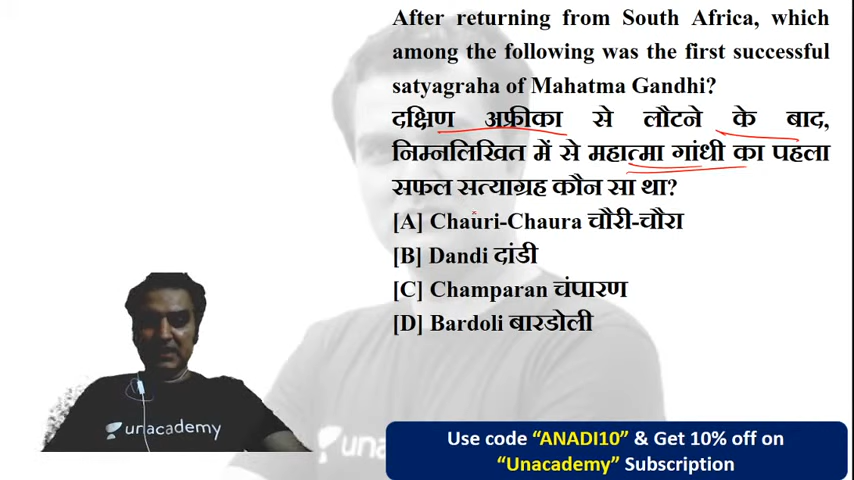 After returning from South Africa, which
among the following was the first successful
satyagraha of Mahatma Gandhi?
दक्षिण अफ्रीका से लौटने के बाद,
निम्नलिखित में से महात्मा गांधी का पहला
सफल सत्याग्रह कौन सा था?
[A] Chauri-Chaura चौरी-चौरा
[B] Dandi दांडी
[C] Champaran चंपारण
[D] Bardoli बारडोली
unacademy
una
Use code “ANADI10” & Get 10% off on
“Unacademy” Subscription